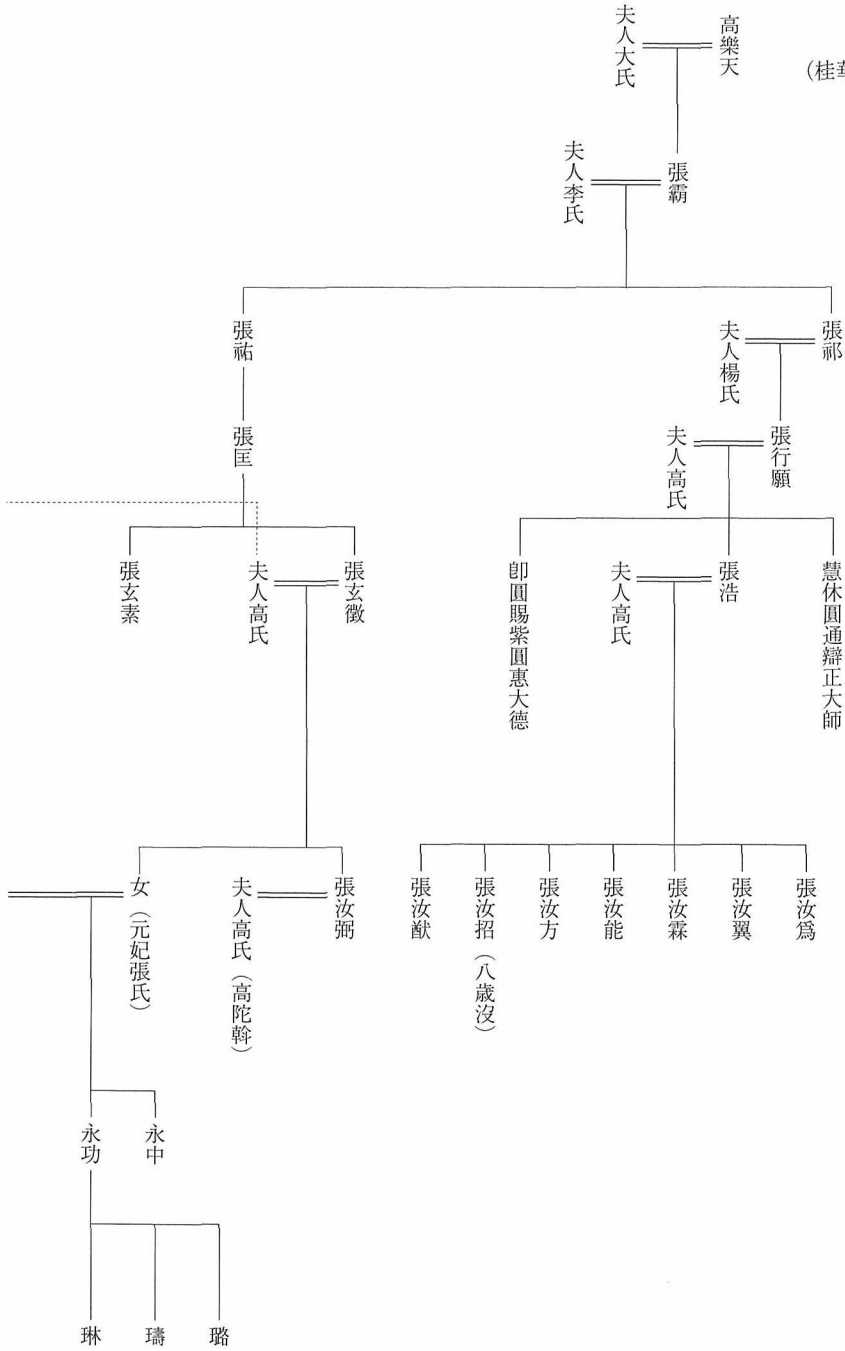 (桂
高樂天
夫人大氏
張霸
夫人李氏
張祁
夫人楊氏
張祐
張行願
夫人高氏
張匡
慧休圓通辯正大師
張浩
夫人高氏
卽圓賜紫圓惠大德
張玄徵
夫人高氏
張玄素
張汝爲
張汝翼
張汝霖
張汝能
張汝方
張汝招(八歲沒)
張汝猷
張汝弼
夫人高氏(高陀斡)
女(元妃張氏)
永中
永功
璐
璹
琳